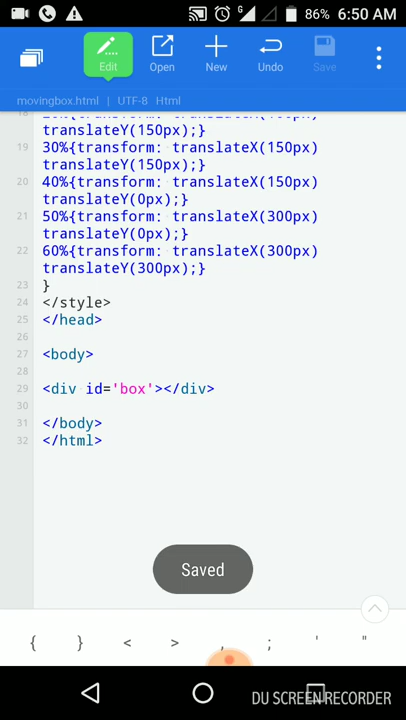 G 86% 6:50 AM
Edit Open New Undo Save
movingbox.html | UTF-8 Html
18
translateY(150px);}
19 30%{transform: translateX(150px)
translateY(150px);}
20 40%{transform: translateX(150px)
translateY(0px);}
21 50%{transform: translateX(300px)
translateY(0px);}
22 60%{transform: translateX(300px)
translateY(300px);}
23 }
24 </style>
25 </head>
26
27 <body>
28
29 <div id='box'></div>
30
31 </body>
32 </html>
Saved
{ } < > , ; ' "
DU SCREEN RECORDER